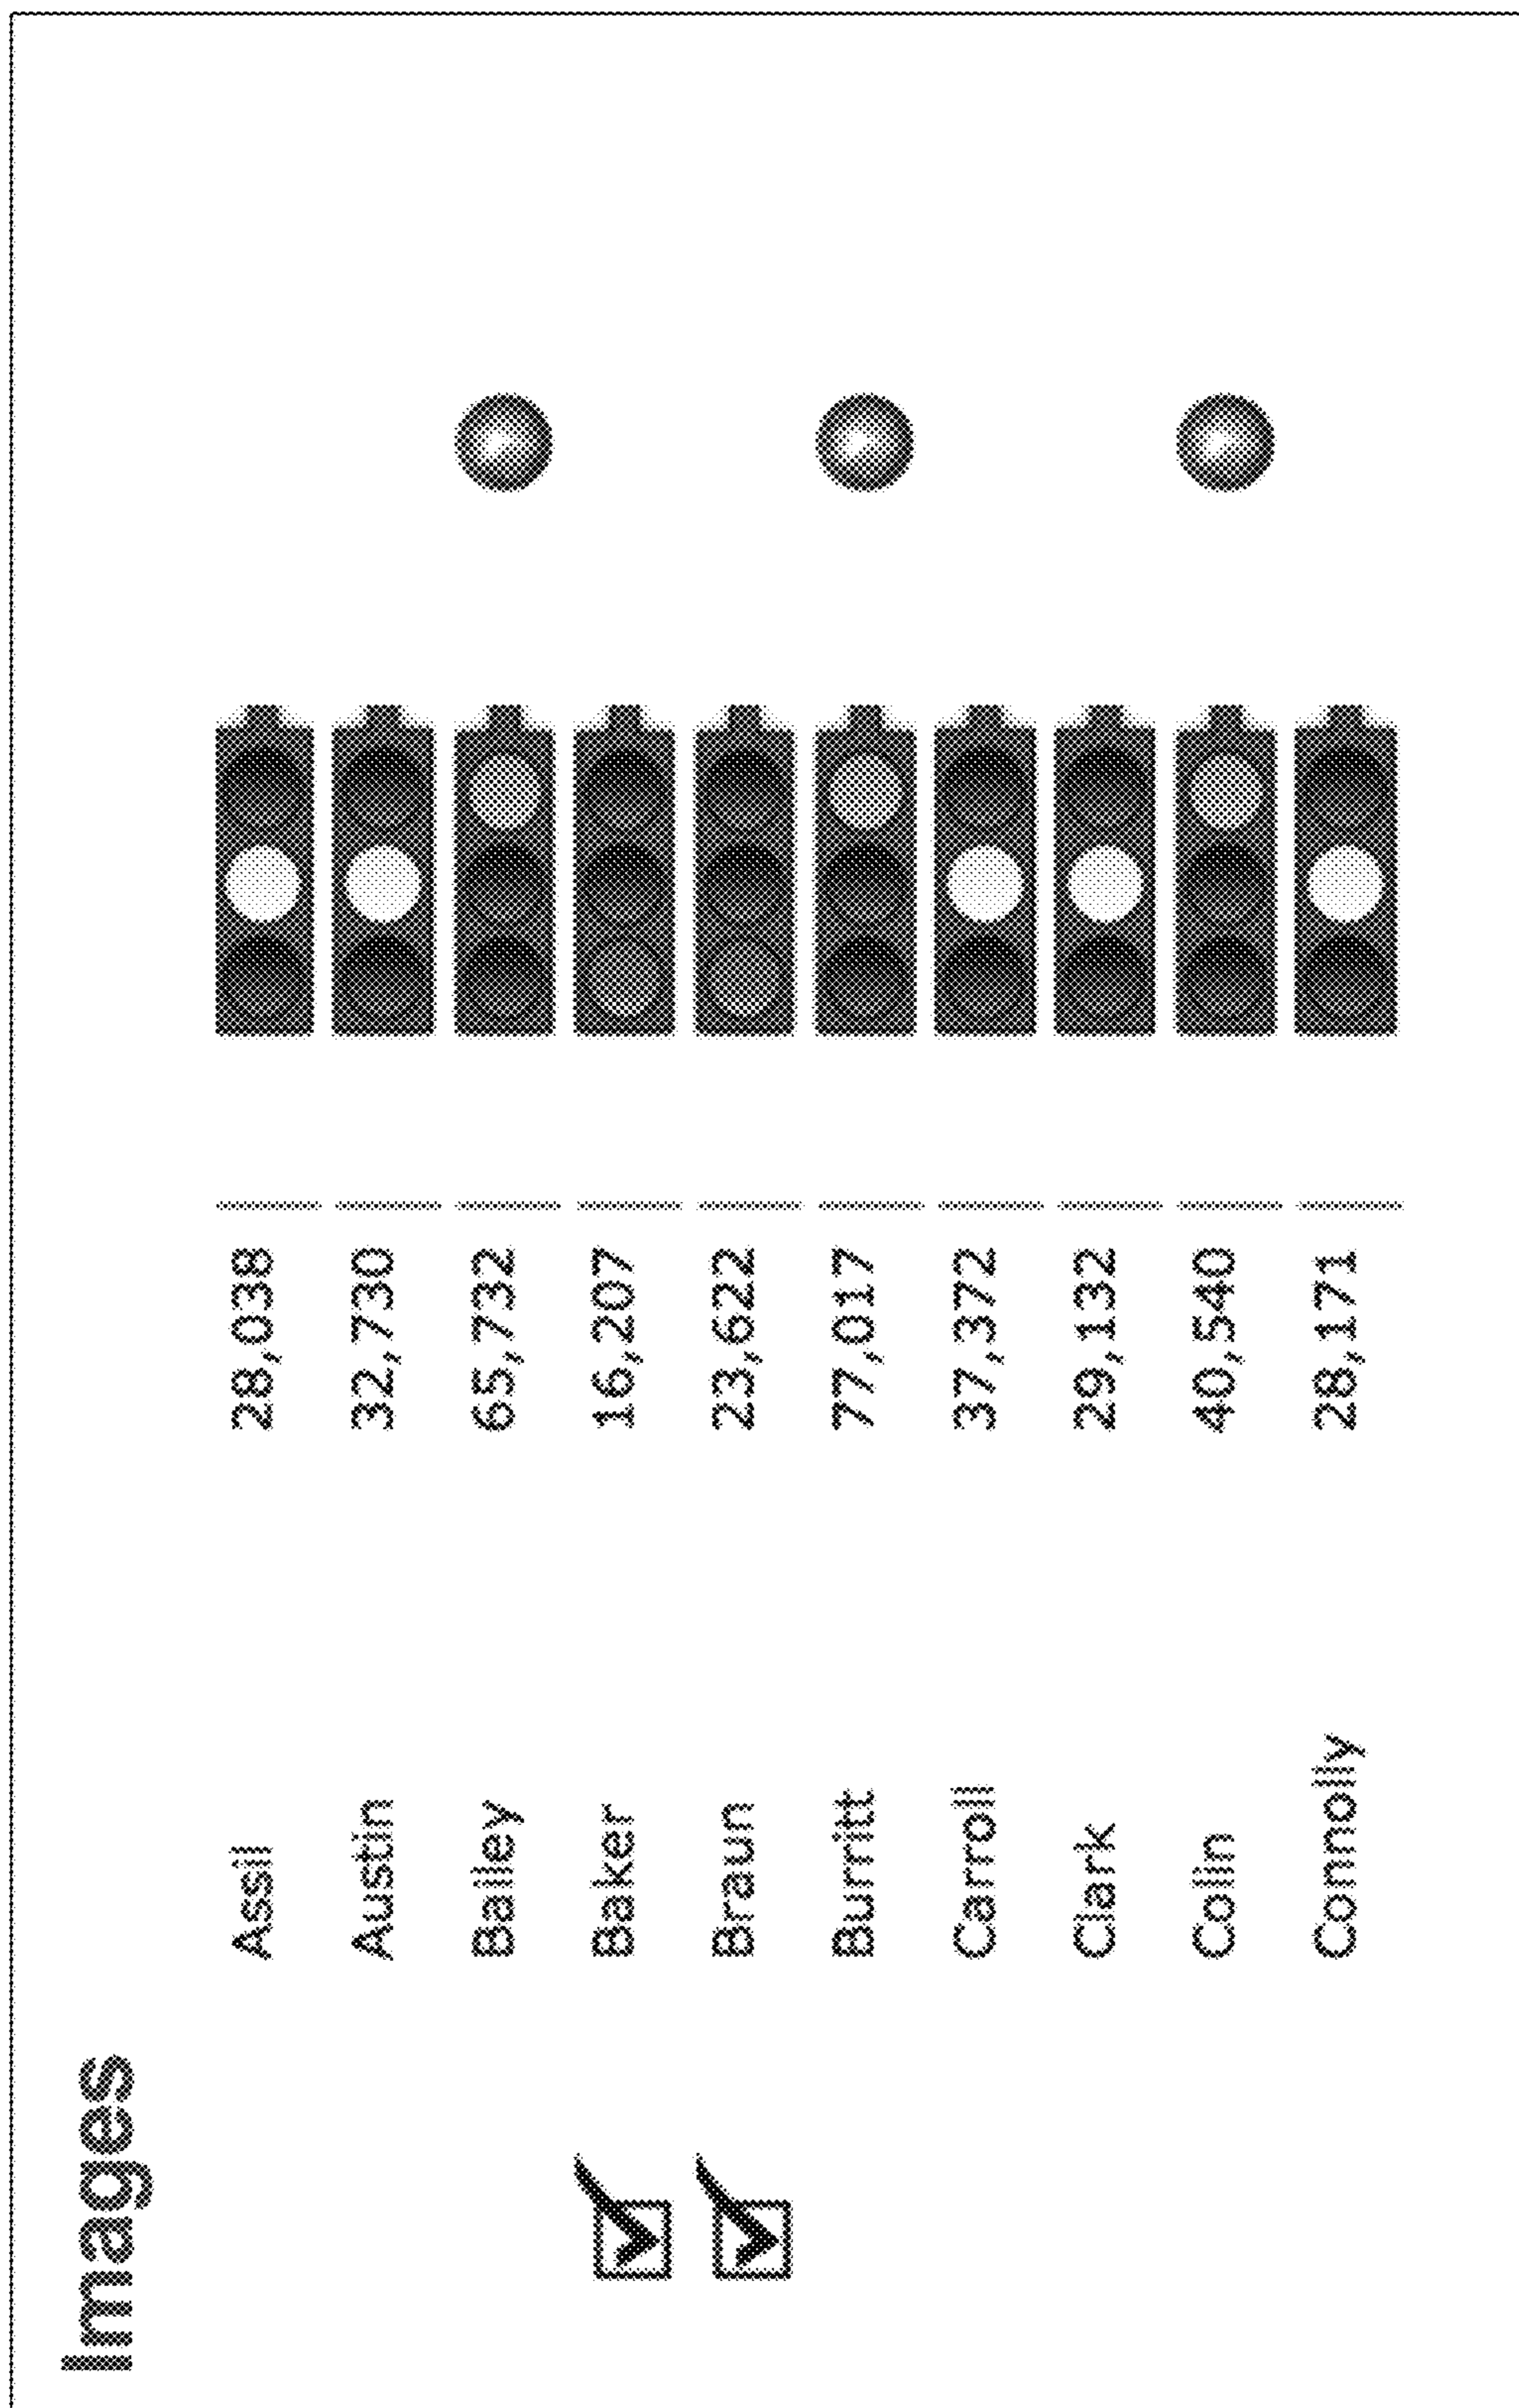 Images
Assil 28,038
Austin 32,730
Bailey 65,732
Baker 16,207
Braun 23,622
Burritt 77,017
Carroll 37,372
Clark 29,132
Colin 40,540
Connolly 28,171